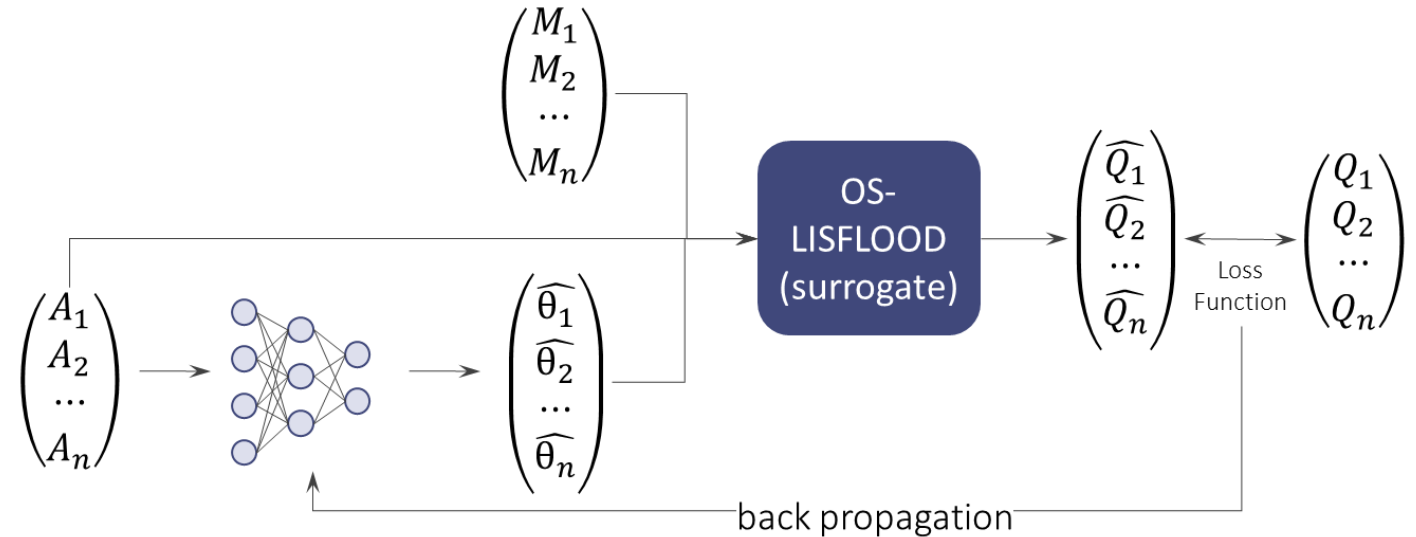 M₁
M₂
...
Mₙ
A₁
A₂
...
Aₙ
θ̂₁
θ̂₂
...
θ̂ₙ
OS-
LISFLOOD
(surrogate)
Q̂₁
Q̂₂
...
Q̂ₙ
Loss
Function
Q₁
Q₂
...
Qₙ
back propagation